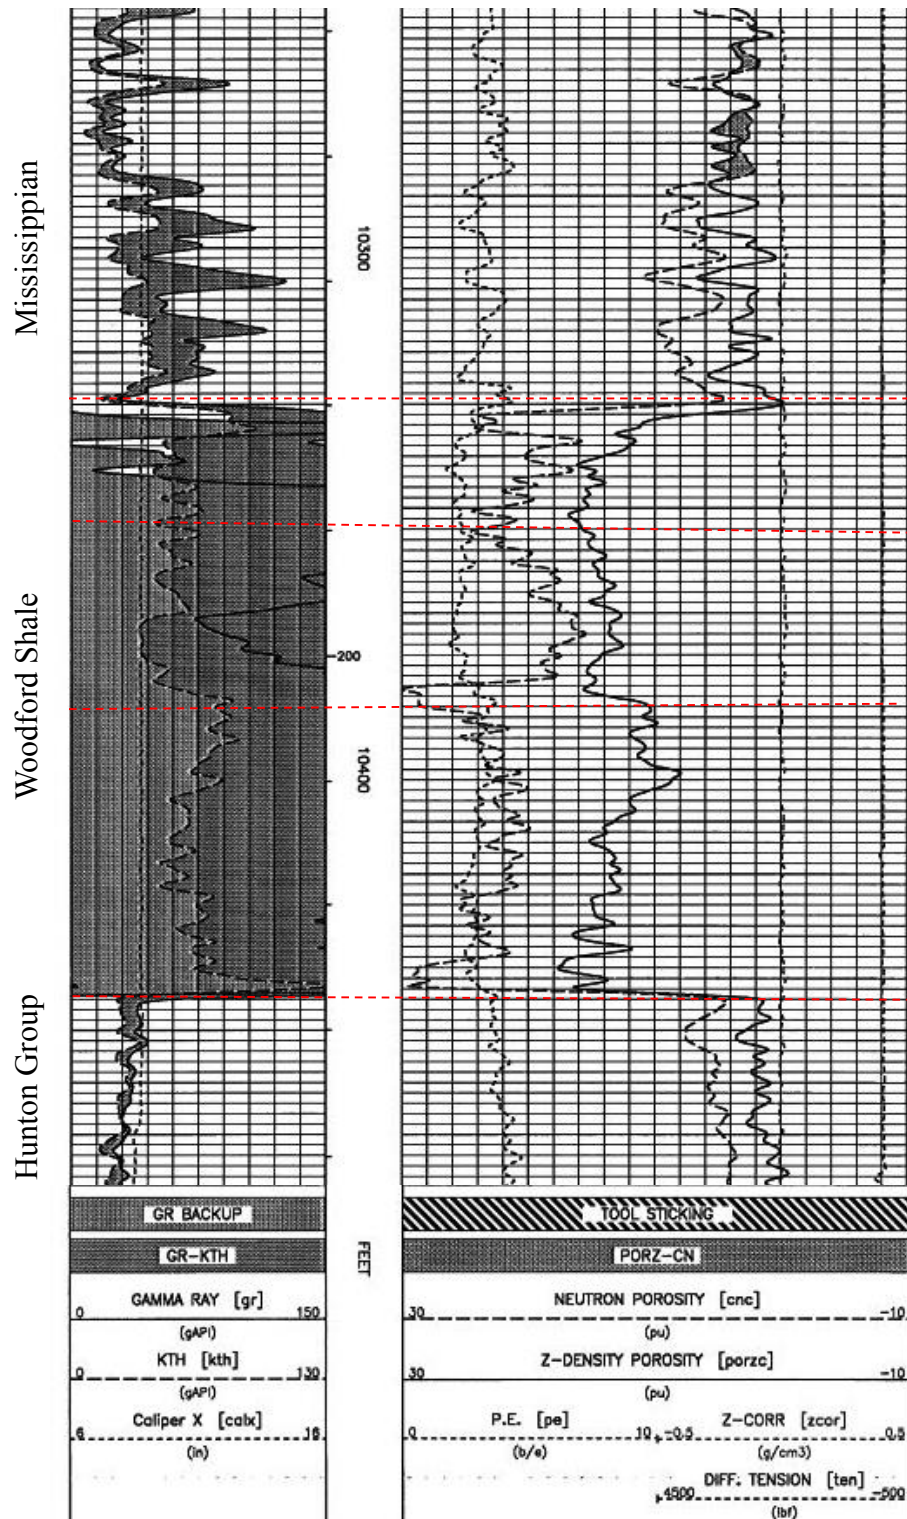 Mississippian
Woodford Shale
Hunton Group
10300
200
10400
GR BACKUP
GR-KTH
0 GAMMA RAY [gr] 150
(gAPI)
0 KTH [kth] 130
(gAPI)
6 Caliper X [calx] 16
(in)
FEET
TOOL STICKING
PORZ-CN
NEUTRON POROSITY [cnc]
30 -10
(pu)
Z-DENSITY POROSITY [porzc]
30 -10
(pu)
P.E. [pe] Z-CORR [zcor]
0 10 -0.5 0.5
(b/e) (g/cm3)
DIFF. TENSION [ten]
4500 -500
(lbf)